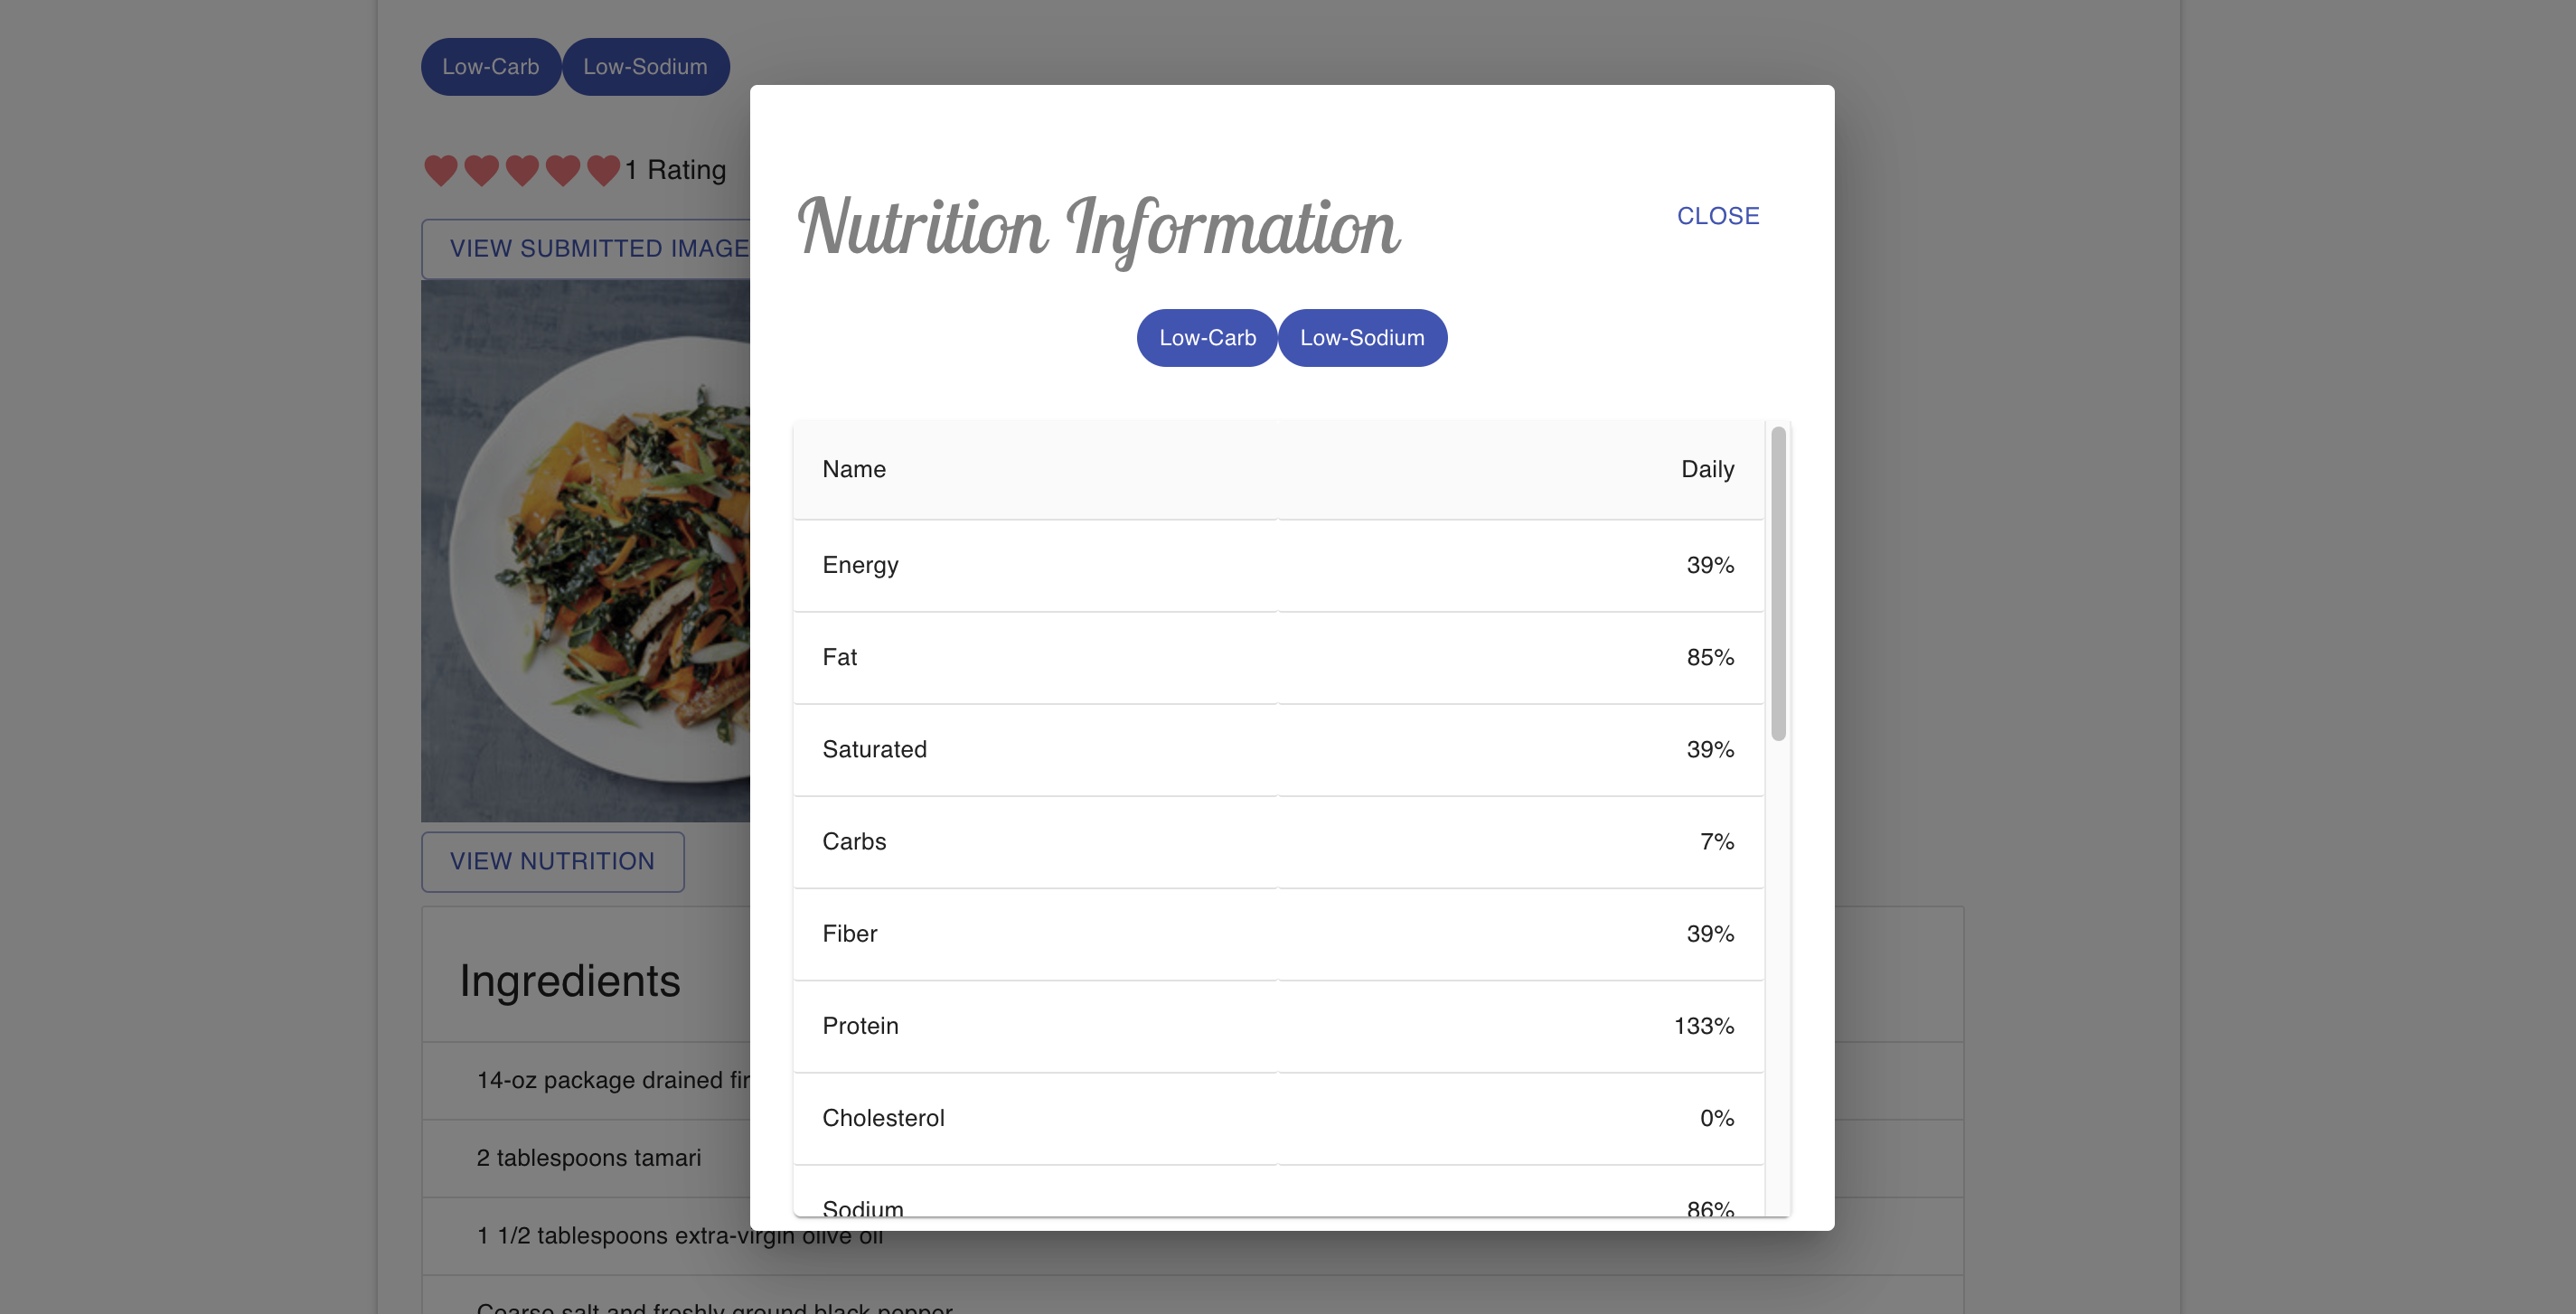 Low-Carb Low-Sodium
1 Rating
VIEW SUBMITTED IMAGE
VIEW NUTRITION
Ingredients
14-oz package drained
2 tablespoons tamari
1 1/2 tablespoons extra-virgin olive oil
Coarse salt and freshly ground black pepper
Nutrition Information
CLOSE
Low-Carb Low-Sodium
Name Daily
Energy 39%
Fat 85%
Saturated 39%
Carbs 7%
Fiber 39%
Protein 133%
Cholesterol 0%
Sodium 86%